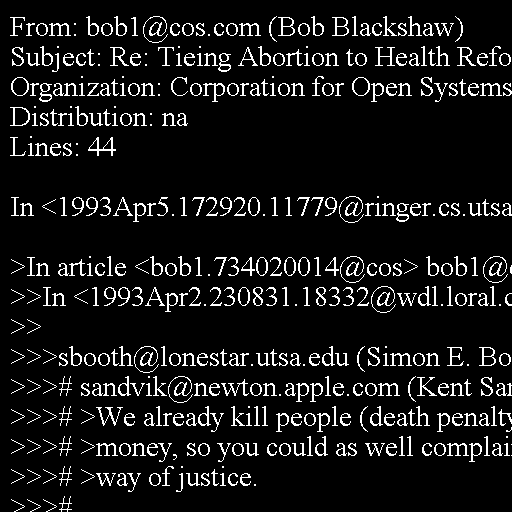 From: bob1@cos.com (Bob Blackshaw)
Subject: Re: Tieing Abortion to Health Refo
Organization: Corporation for Open Systems
Distribution: na
Lines: 44

In <1993Apr5.172920.11779@ringer.cs.utsa

>In article <bob1.734020014@cos> bob1@c
>>In <1993Apr2.230831.18332@wdl.loral.c
>>
>>>sbooth@lonestar.utsa.edu (Simon E. Bo
>>># sandvik@newton.apple.com (Kent San
>>># >We already kill people (death penalty
>>># >money, so you could as well complain
>>># >way of justice.
>>>#